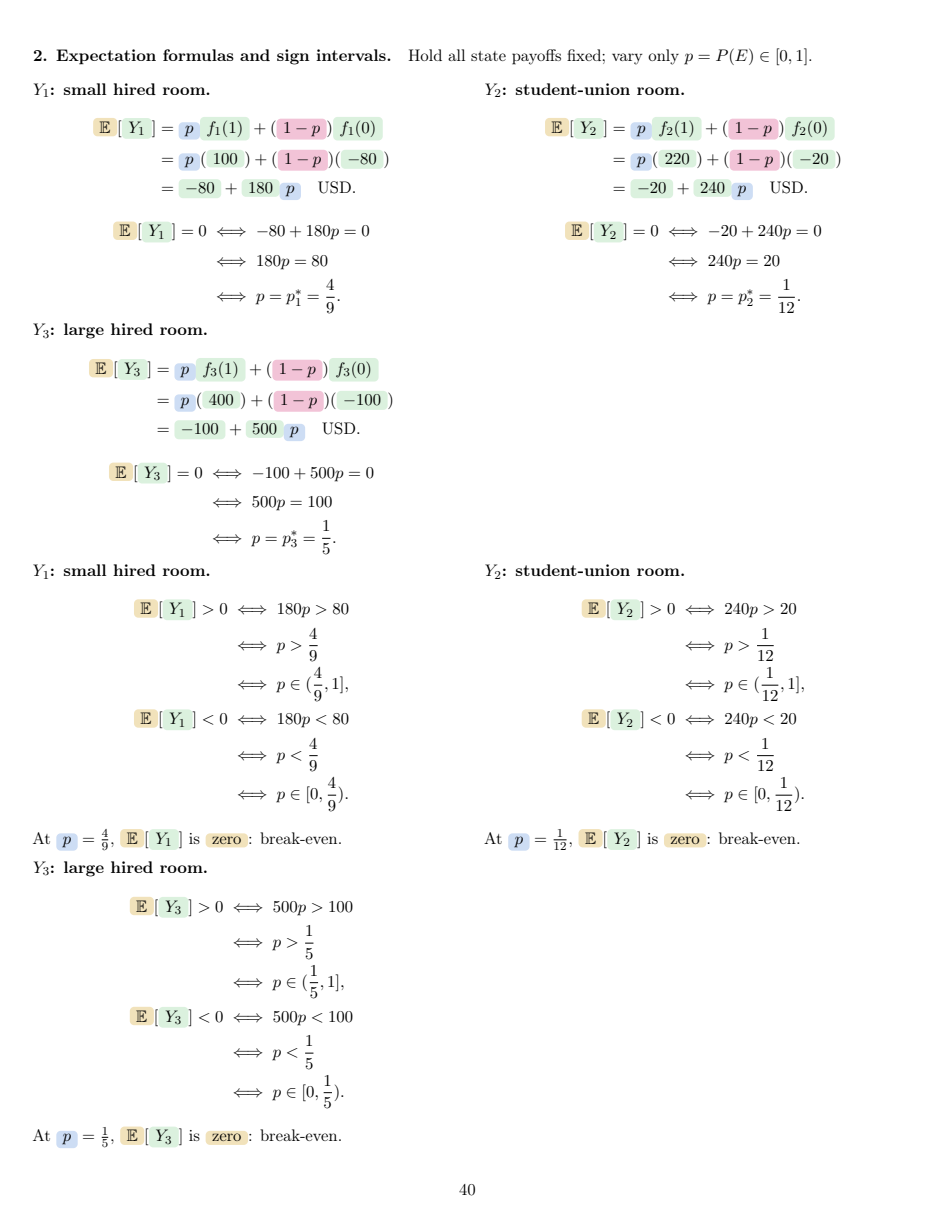 2. Expectation formulas and sign intervals. Hold all state payoffs fixed; vary only p = P(E) ∈ [0, 1].
Y₁: small hired room.
𝔼[Y₁] = p f₁(1) + (1 − p) f₁(0)
= p(100) + (1 − p)(−80)
= −80 + 180 p USD.
𝔼[Y₁] = 0 ⟺ −80 + 180p = 0
⟺ 180p = 80
⟺ p = p₁* = 4/9.
Y₂: student-union room.
𝔼[Y₂] = p f₂(1) + (1 − p) f₂(0)
= p(220) + (1 − p)(−20)
= −20 + 240 p USD.
𝔼[Y₂] = 0 ⟺ −20 + 240p = 0
⟺ 240p = 20
⟺ p = p₂* = 1/12.
Y₃: large hired room.
𝔼[Y₃] = p f₃(1) + (1 − p) f₃(0)
= p(400) + (1 − p)(−100)
= −100 + 500 p USD.
𝔼[Y₃] = 0 ⟺ −100 + 500p = 0
⟺ 500p = 100
⟺ p = p₃* = 1/5.
Y₁: small hired room.
𝔼[Y₁] > 0 ⟺ 180p > 80
⟺ p > 4/9
⟺ p ∈ (4/9, 1],
𝔼[Y₁] < 0 ⟺ 180p < 80
⟺ p < 4/9
⟺ p ∈ [0, 4/9).
At p = 4/9, 𝔼[Y₁] is zero: break-even.
Y₂: student-union room.
𝔼[Y₂] > 0 ⟺ 240p > 20
⟺ p > 1/12
⟺ p ∈ (1/12, 1],
𝔼[Y₂] < 0 ⟺ 240p < 20
⟺ p < 1/12
⟺ p ∈ [0, 1/12).
At p = 1/12, 𝔼[Y₂] is zero: break-even.
Y₃: large hired room.
𝔼[Y₃] > 0 ⟺ 500p > 100
⟺ p > 1/5
⟺ p ∈ (1/5, 1],
𝔼[Y₃] < 0 ⟺ 500p < 100
⟺ p < 1/5
⟺ p ∈ [0, 1/5).
At p = 1/5, 𝔼[Y₃] is zero: break-even.
40